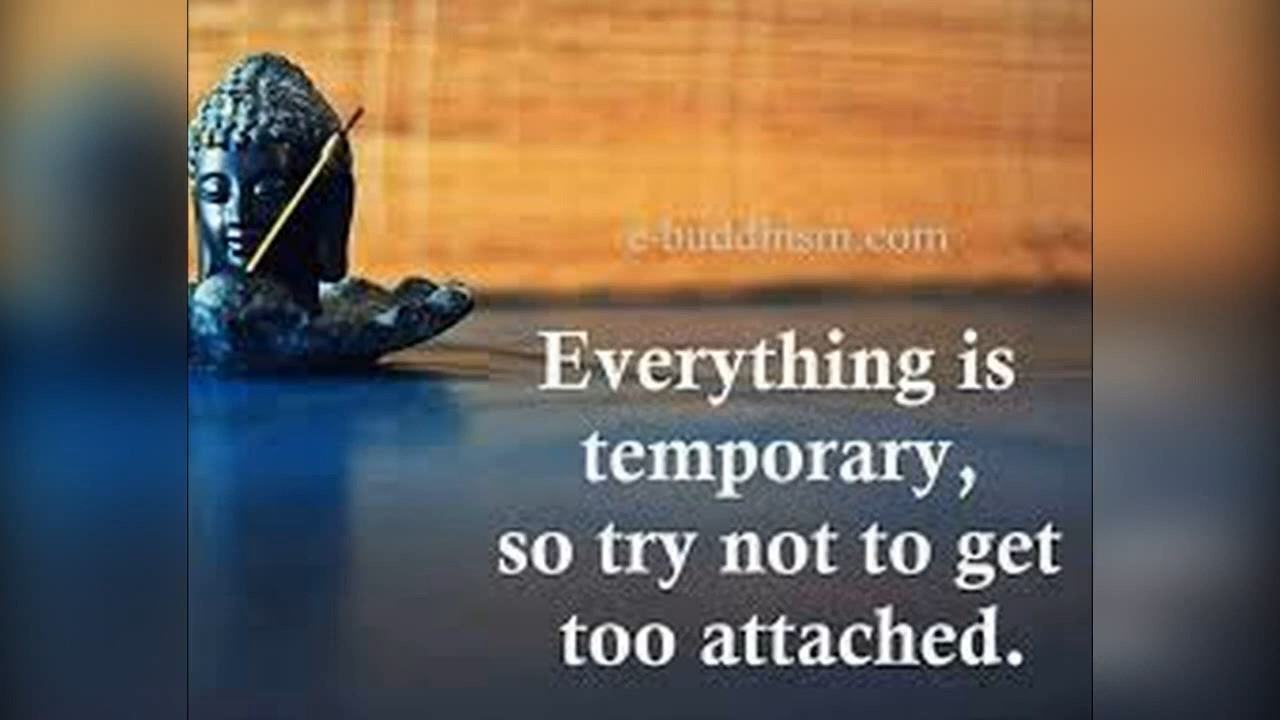 e-buddhism.com
Everything is
temporary,
so try not to get
too attached.